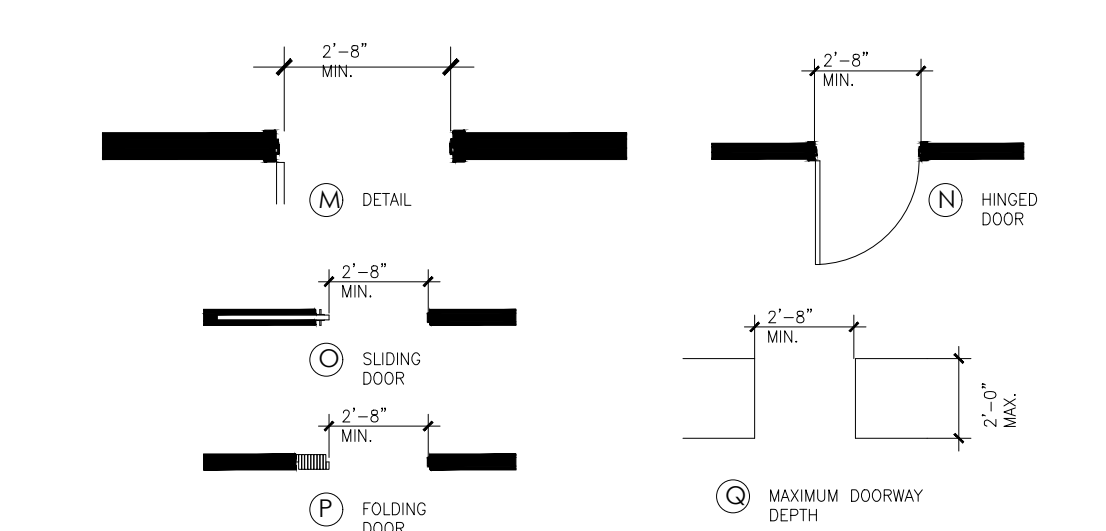 2'-8"
MIN.
M DETAIL
2'-8"
MIN.
N HINGED
DOOR
2'-8"
MIN.
O SLIDING
DOOR
2'-8"
MIN.
P FOLDING
DOOR
2'-8"
MIN.
2'-0"
MAX.
Q MAXIMUM DOORWAY
DEPTH